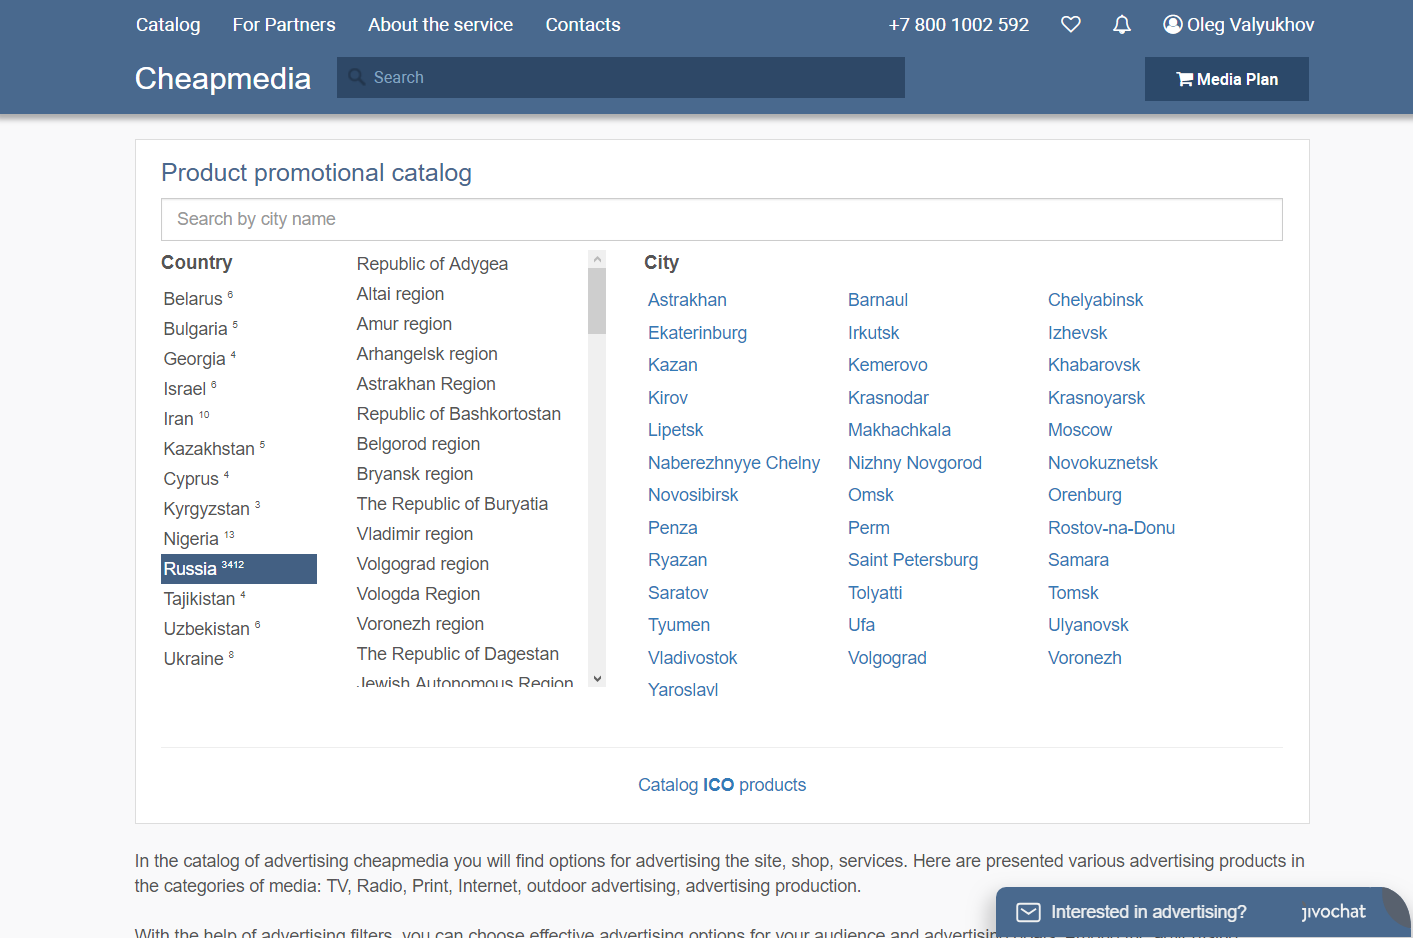 Catalog For Partners About the service Contacts +7 800 1002 592 Oleg Valyukhov
Cheapmedia Search Media Plan
Product promotional catalog
Search by city name
Country
Belarus 6
Bulgaria 5
Georgia 4
Israel 6
Iran 10
Kazakhstan 5
Cyprus 4
Kyrgyzstan 3
Nigeria 13
Russia 3412
Tajikistan 4
Uzbekistan 6
Ukraine 8
Republic of Adygea
Altai region
Amur region
Arhangelsk region
Astrakhan Region
Republic of Bashkortostan
Belgorod region
Bryansk region
The Republic of Buryatia
Vladimir region
Volgograd region
Vologda Region
Voronezh region
The Republic of Dagestan
Jewish Autonomous Region
City
Astrakhan Barnaul Chelyabinsk
Ekaterinburg Irkutsk Izhevsk
Kazan Kemerovo Khabarovsk
Kirov Krasnodar Krasnoyarsk
Lipetsk Makhachkala Moscow
Naberezhnyye Chelny Nizhny Novgorod Novokuznetsk
Novosibirsk Omsk Orenburg
Penza Perm Rostov-na-Donu
Ryazan Saint Petersburg Samara
Saratov Tolyatti Tomsk
Tyumen Ufa Ulyanovsk
Vladivostok Volgograd Voronezh
Yaroslavl
Catalog ICO products
In the catalog of advertising cheapmedia you will find options for advertising the site, shop, services. Here are presented various advertising products in
the categories of media: TV, Radio, Print, Internet, outdoor advertising, advertising production.
With the help of advertising filters, you can choose effective advertising options for your audience and advertising
Interested in advertising? jivochat